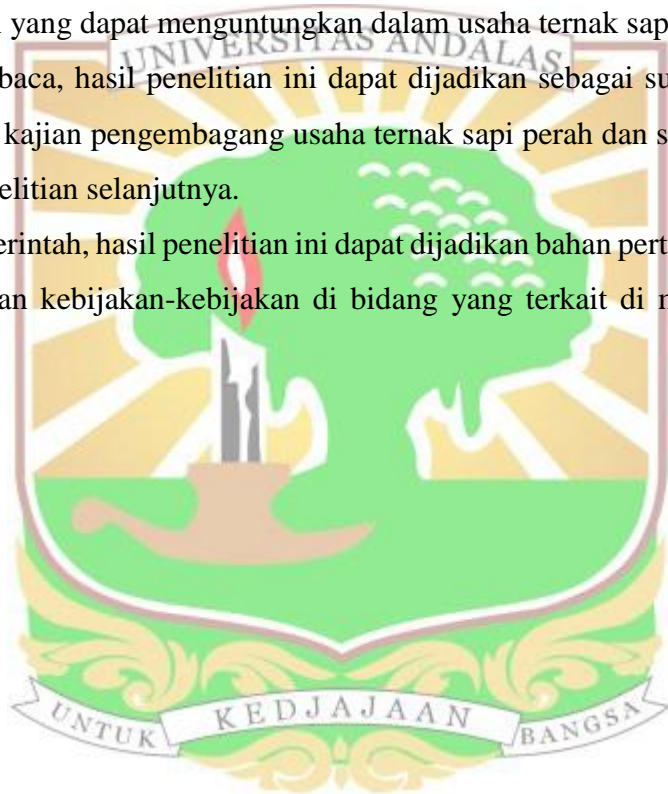 yang dapat menguntungkan dalam usaha ternak sap
UNIVERSITAS ANDALAS
baca, hasil penelitian ini dapat dijadikan sebagai su
kajian pengembagang usaha ternak sapi perah dan s
elitian selanjutnya.
erintah, hasil penelitian ini dapat dijadikan bahan pert
an kebijakan-kebijakan di bidang yang terkait di
UNTUK KEDJAJAAN BANGSA